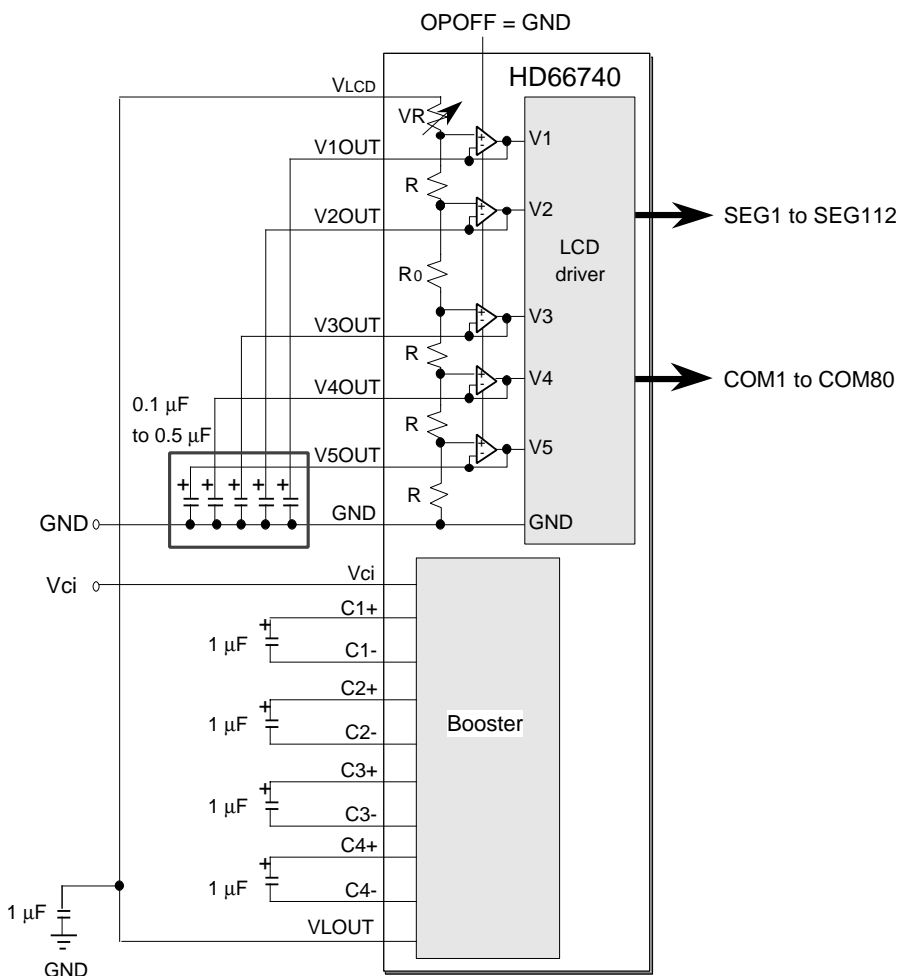 OPOFF = GND
HD66740
VLCD
VR
V1OUT
V1
R
V2OUT
V2
SEG1 to SEG112
LCD
driver
R0
V3OUT
V3
R
V4OUT
V4
COM1 to COM80
0.1 μF
to 0.5 μF
R
V5OUT
V5
+ + + + +
R
GND
GND
GND
Vci
Vci
C1+
+
1 μF
C1-
C2+
+
1 μF
C2-
Booster
C3+
+
1 μF
C3-
C4+
+
1 μF
C4-
1 μF
VLOUT
GND